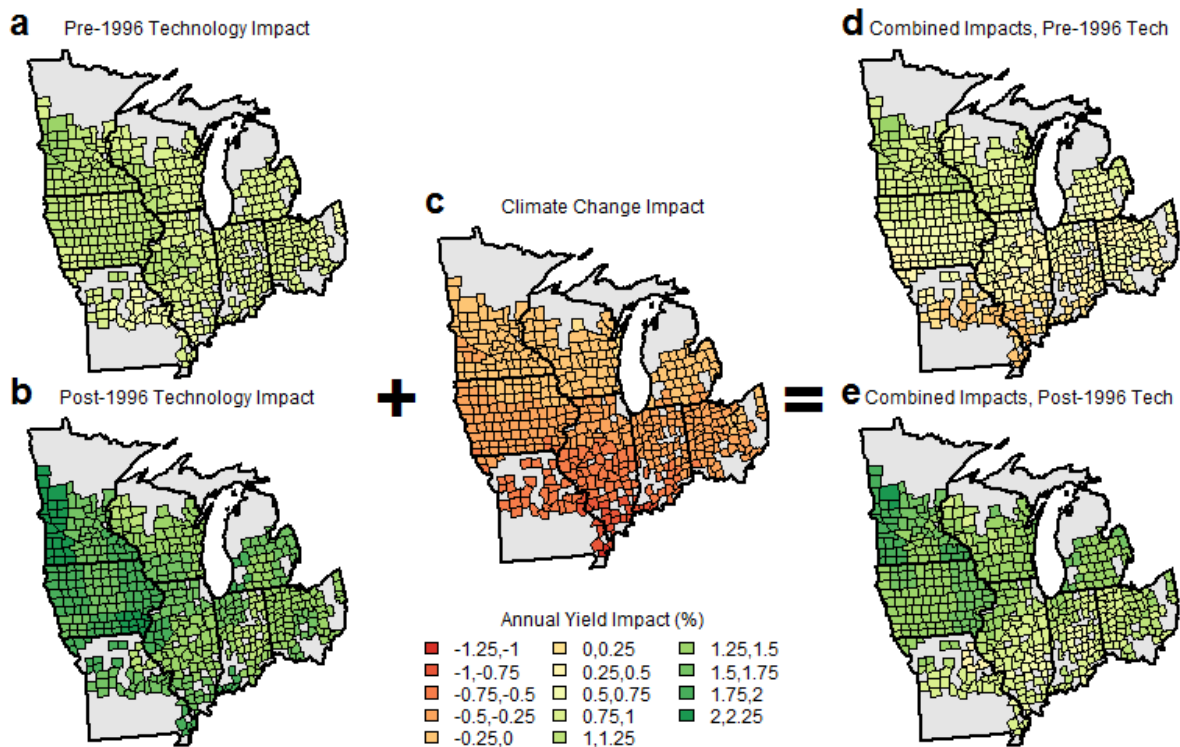 a Pre-1996 Technology Impact
d Combined Impacts, Pre-1996 Tech
c Climate Change Impact
b Post-1996 Technology Impact
+
=
e Combined Impacts, Post-1996 Tech
Annual Yield Impact (%)
-1.25,-1 0,0.25 1.25,1.5
-1,-0.75 0.25,0.5 1.5,1.75
-0.75,-0.5 0.5,0.75 1.75,2
-0.5,-0.25 0.75,1 2,2.25
-0.25,0 1,1.25